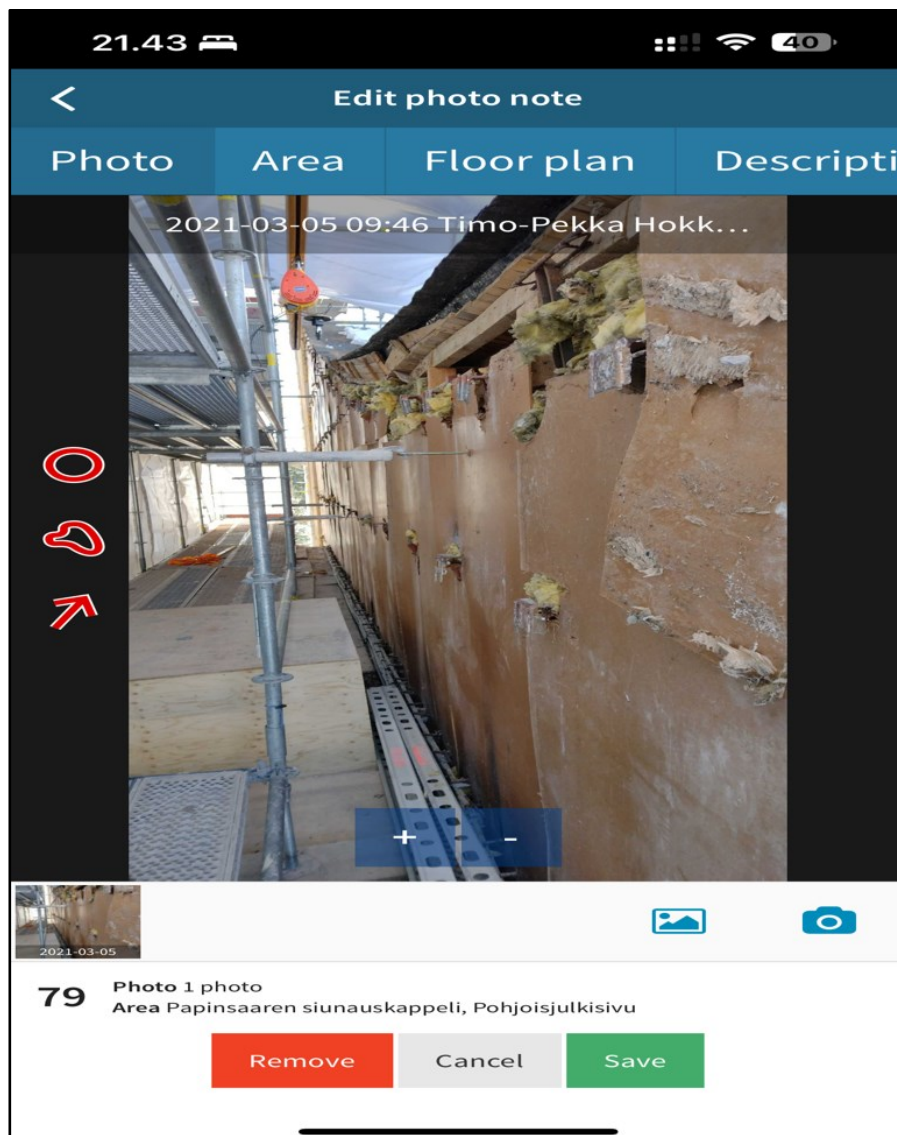 21.43
40
Edit photo note
Photo
Area
Floor plan
Descripti
2021-03-05 09:46 Timo-Pekka Hokk...
+
-
2021-03-05
79
Photo 1 photo
Area Papinsaaren siunauskappeli, Pohjoisjulkisivu
Remove
Cancel
Save